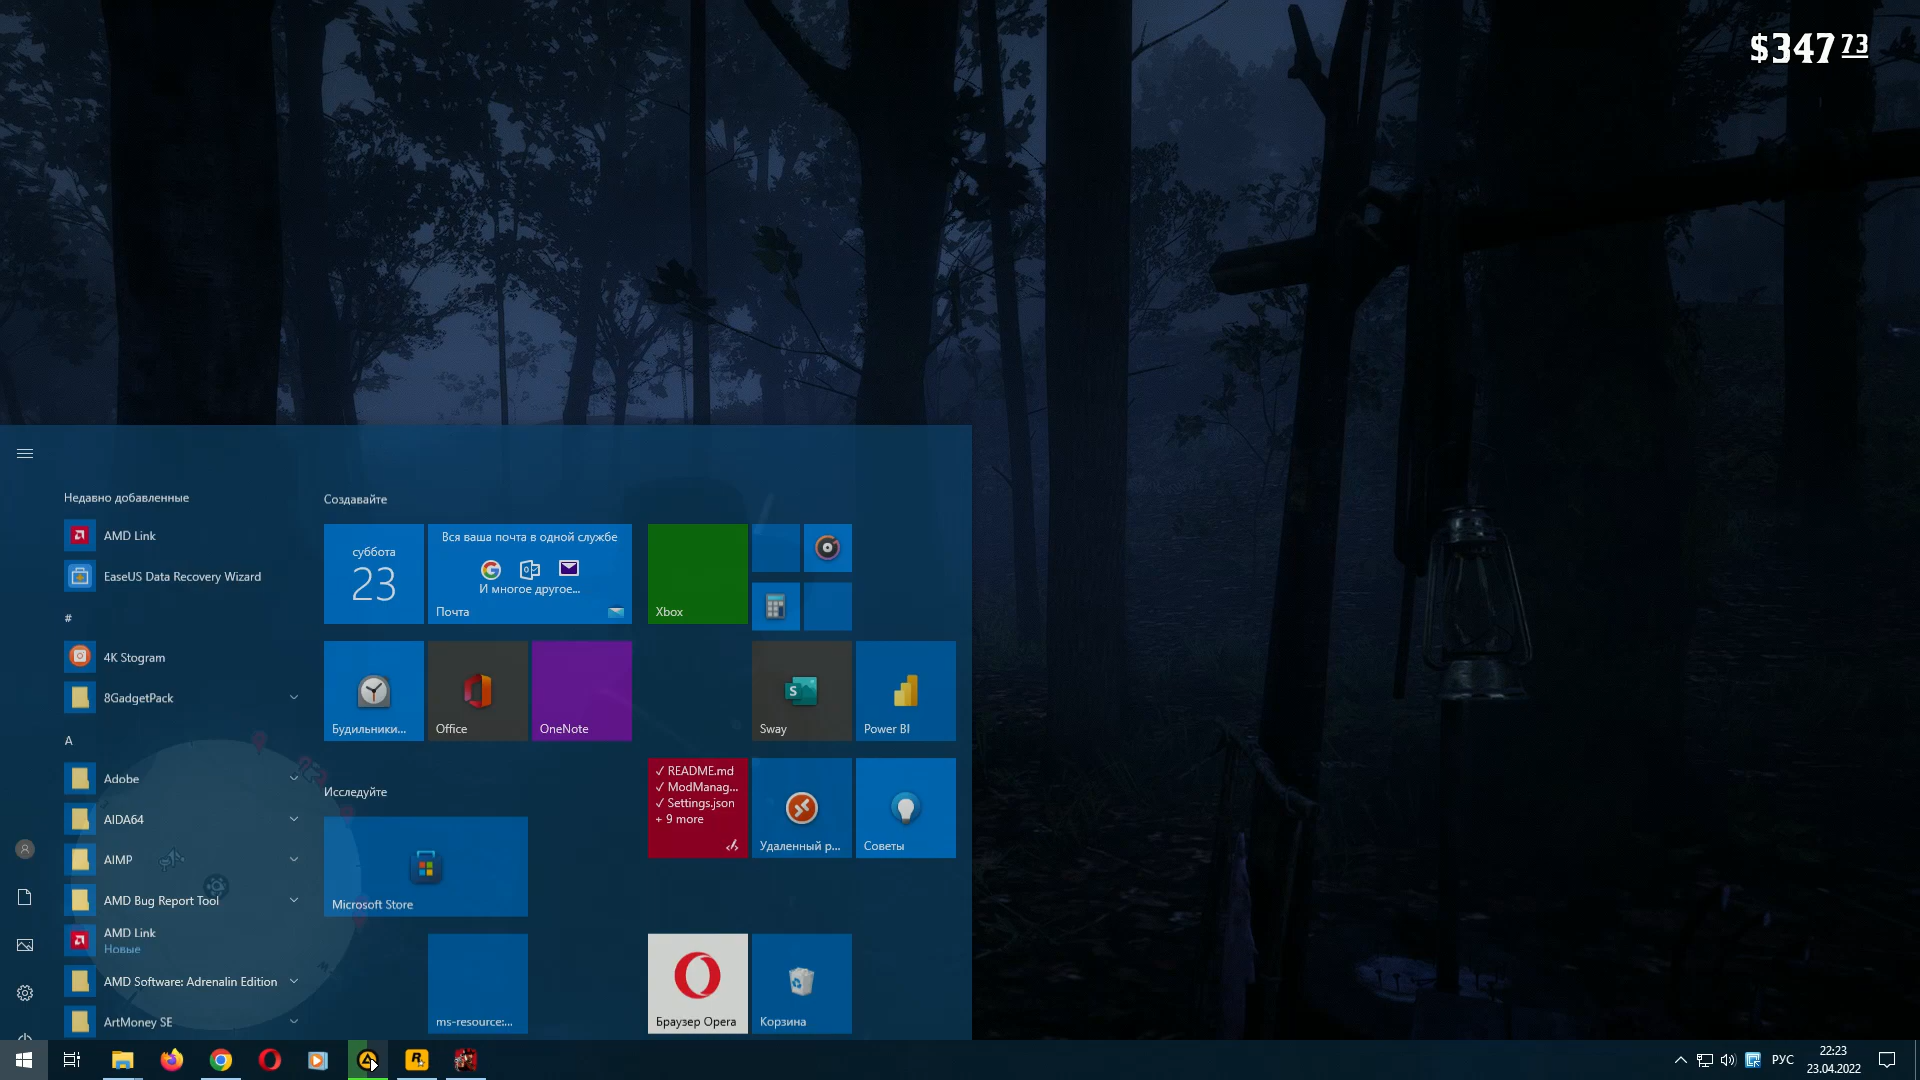 $347 73
Недавно добавленные
AMD Link
EaseUS Data Recovery Wizard
#
4K Stogram
8GadgetPack
A
Adobe
AIDA64
AIMP
AMD Bug Report Tool
AMD Link
Новые
AMD Software: Adrenalin Edition
ArtMoney SE
Создавайте
суббота
23
Вся ваша почта в одной службе
И многое другое...
Почта
Xbox
Будильники...
Office
OneNote
Sway
Power BI
Исследуйте
Microsoft Store
✓ README.md
✓ ModManag...
✓ Settings.json
+ 9 more
Удаленный р...
Советы
ms-resource:...
Браузер Opera
Корзина
РУС
22:23
23.04.2022